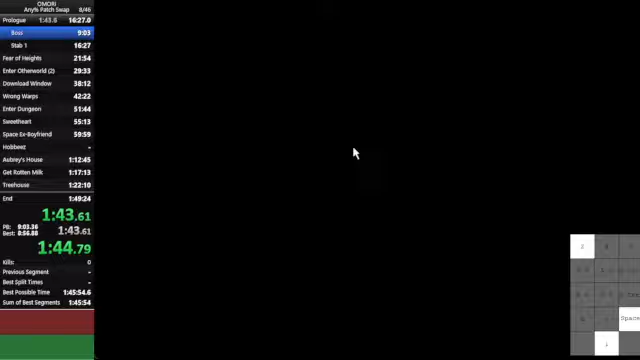 OMORI
Any% Patch Swap 8/46
Prologue 1:43.6 16:27.0
Boss 9:03
Stab 1 16:27
Fear of Heights 21:54
Enter Otherworld (2) 29:33
Download Window 38:12
Wrong Warps 42:22
Enter Dungeon 51:44
Sweetheart 55:13
Space Ex-Boyfriend 59:59
Hobbeez -
Aubrey's House 1:12:45
Get Rotten Milk 1:17:13
Treehouse 1:22:10
End 1:49:24
1:43.61
PB: 9:03.36
Best: 8:56.88
1:43.61
1:44.79
Kills: 0
Previous Segment -
Best Split Times -
Best Possible Time 1:45:54.6
Sum of Best Segments 1:45:54
Z
Space
↓